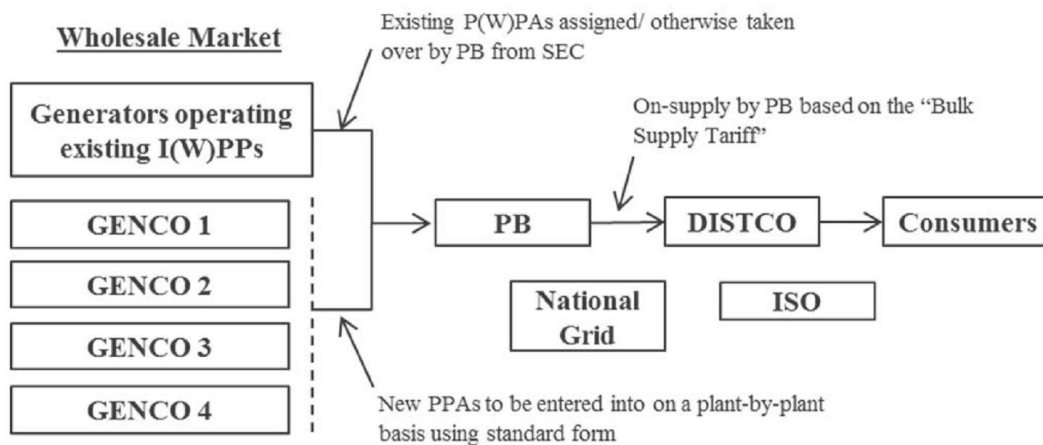 Wholesale Market
Existing P(W)PAs assigned/ otherwise taken
over by PB from SEC
Generators operating
existing I(W)PPs
On-supply by PB based on the “Bulk
Supply Tariff”
GENCO 1
GENCO 2
GENCO 3
GENCO 4
PB
DISTCO
Consumers
National
Grid
ISO
New PPAs to be entered into on a plant-by-plant
basis using standard form